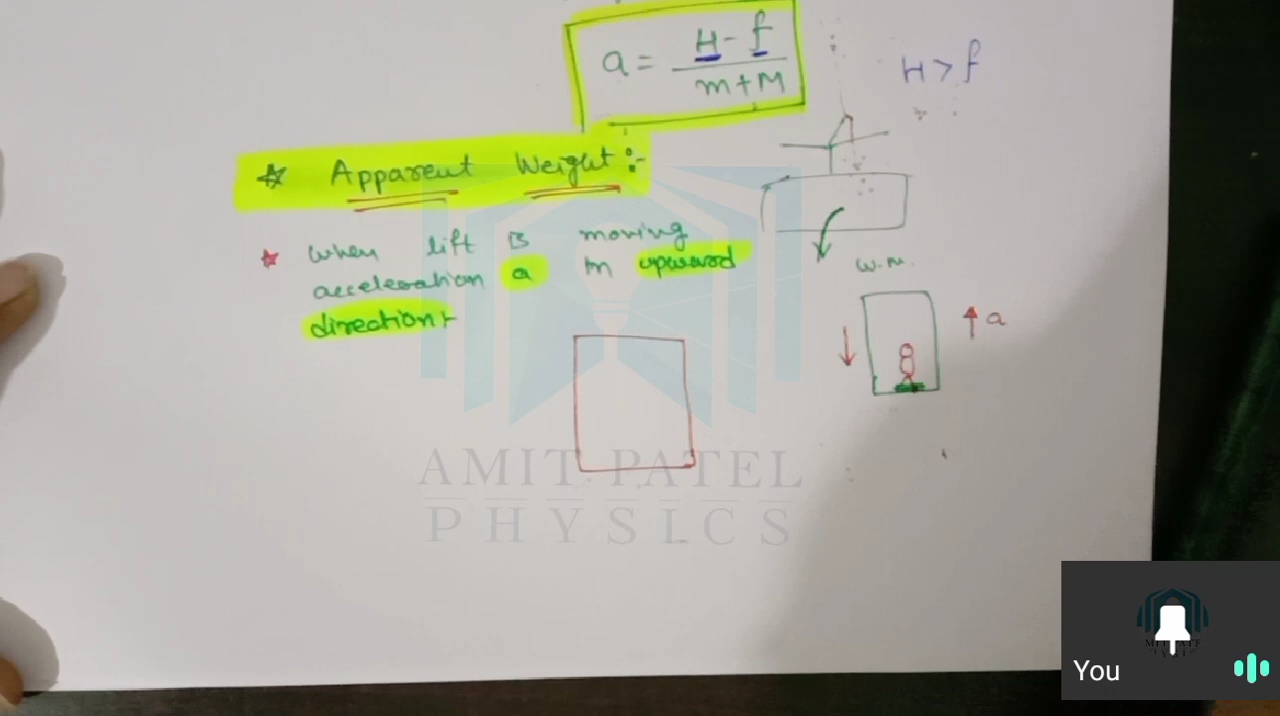 a = H - f
m + M
H > f
☆ Apparent Weight :-
☆ When lift is moving
acceleration a in upward
direction :-
W.M.
a
AMIT PATEL
PHYSICS
You